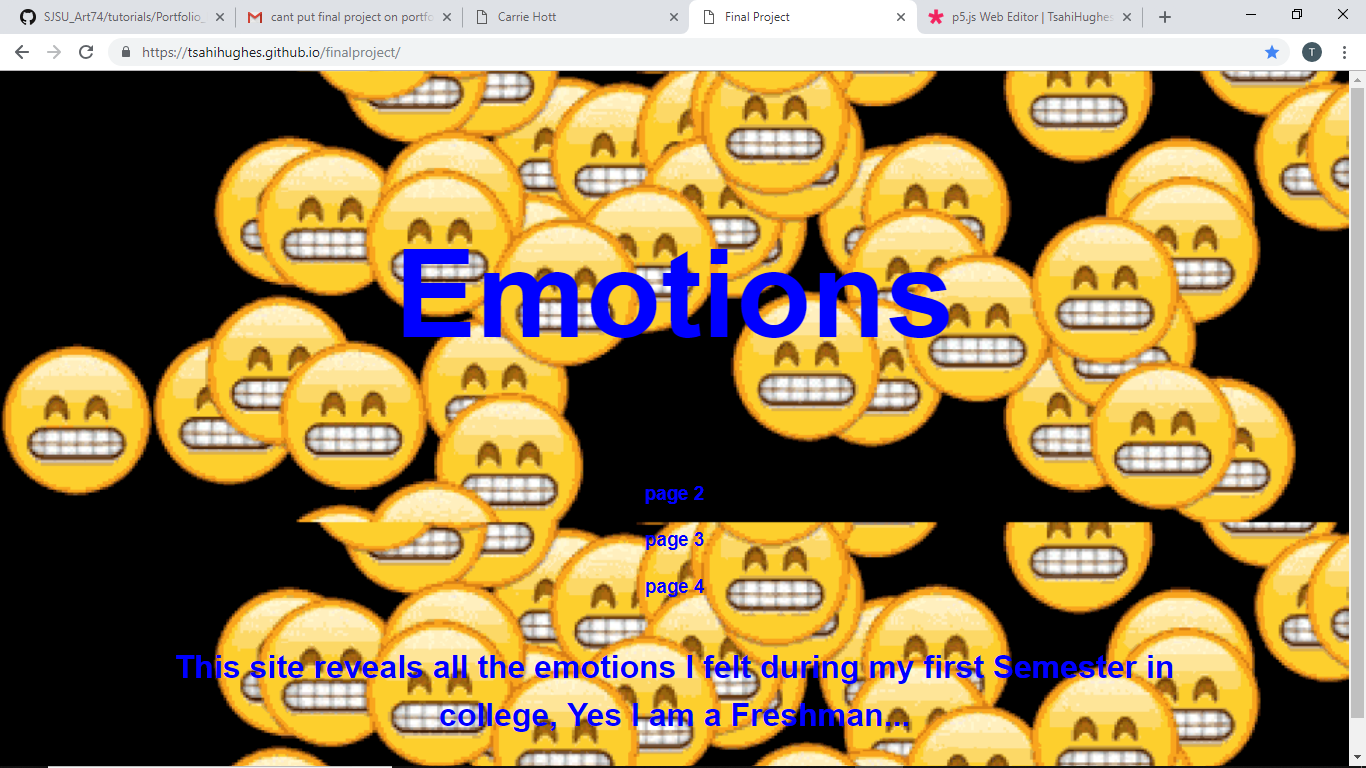 SJSU_Art74/tutorials/Portfolio_
cant put final project on portfo
Carrie Hott
Final Project
p5.js Web Editor | TsahiHughes
https://tsahihughes.github.io/finalproject/
T
Emotions
page 2
page 3
page 4
This site reveals all the emotions I felt during my first Semester in
college, Yes I am a Freshman...